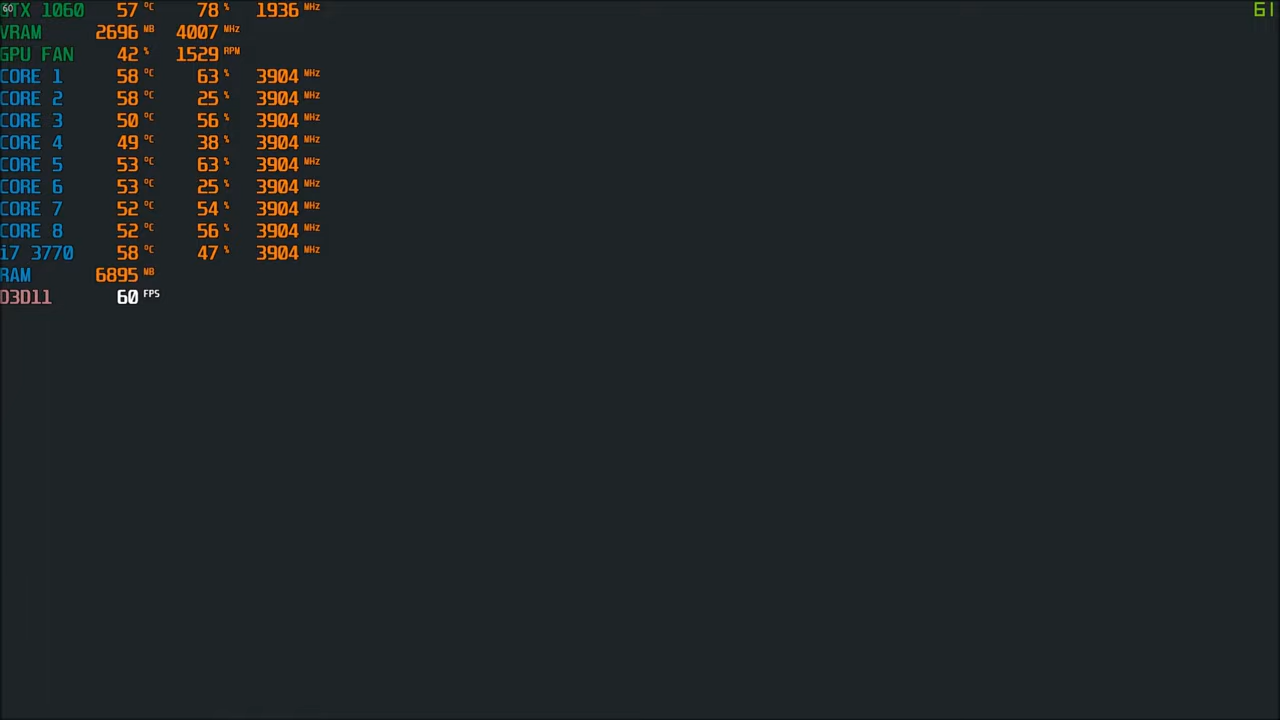 60
GTX 1060 57 °C 78 % 1936 MHz 61
VRAM 2696 MB 4007 MHz
GPU FAN 42 % 1529 RPM
CORE 1 58 °C 63 % 3904 MHz
CORE 2 58 °C 25 % 3904 MHz
CORE 3 50 °C 56 % 3904 MHz
CORE 4 49 °C 38 % 3904 MHz
CORE 5 53 °C 63 % 3904 MHz
CORE 6 53 °C 25 % 3904 MHz
CORE 7 52 °C 54 % 3904 MHz
CORE 8 52 °C 56 % 3904 MHz
i7 3770 58 °C 47 % 3904 MHz
RAM 6895 MB
D3D11 60 FPS